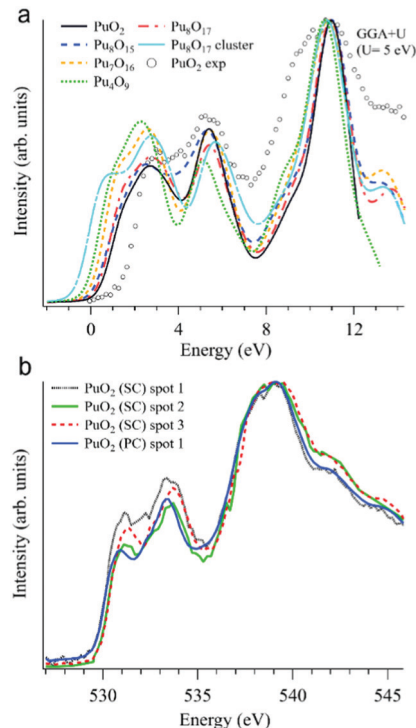 a
PuO₂
Pu₈O₁₅
Pu₇O₁₆
Pu₄O₉
Pu₈O₁₇
Pu₈O₁₇ cluster
PuO₂ exp
GGA+U
(U= 5 eV)
Intensity (arb. units)
0 4 8 12
Energy (eV)
b
PuO₂ (SC) spot 1
PuO₂ (SC) spot 2
PuO₂ (SC) spot 3
PuO₂ (PC) spot 1
Intensity (arb. units)
530 535 540 545
Energy (eV)